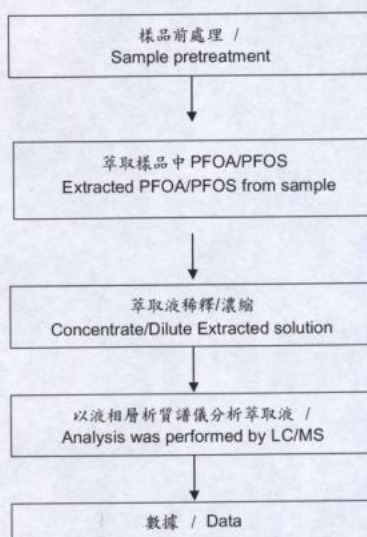 樣品前處理 /
Sample pretreatment
萃取樣品中 PFOA/PFOS
Extracted PFOA/PFOS from sample
萃取液稀釋/濃縮
Concentrate/Dilute Extracted solution
以液相層析質譜儀分析萃取液 /
Analysis was performed by LC/MS
數據 / Data